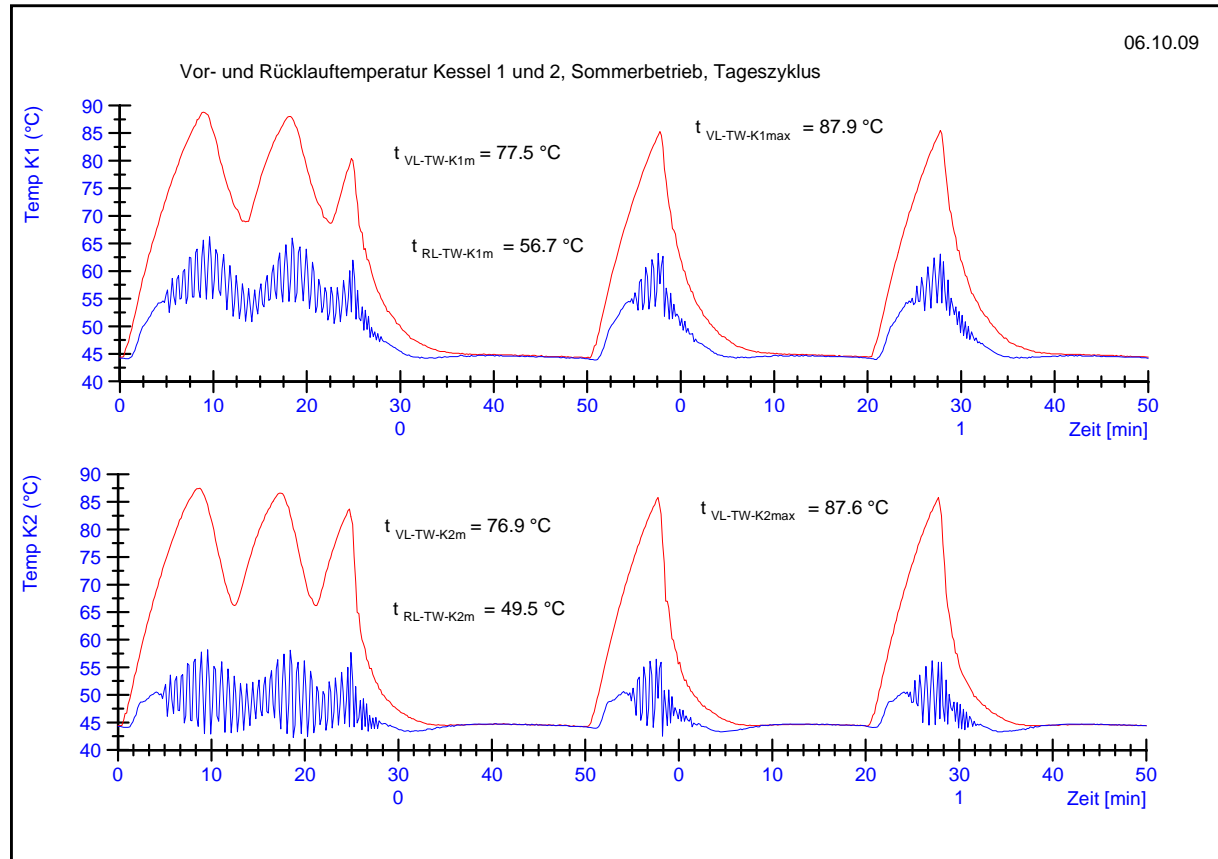 06.10.09
Vor- und Rücklauftemperatur Kessel 1 und 2, Sommerbetrieb, Tageszyklus
Temp K1 (°C)
90
85
80
75
70
65
60
55
50
45
40
t VL-TW-K1m = 77.5 °C
t VL-TW-K1max = 87.9 °C
t RL-TW-K1m = 56.7 °C
0 10 20 30 40 50 0 10 20 30 40 50
0 1 Zeit [min]
Temp K2 (°C)
90
85
80
75
70
65
60
55
50
45
40
t VL-TW-K2m = 76.9 °C
t VL-TW-K2max = 87.6 °C
t RL-TW-K2m = 49.5 °C
0 10 20 30 40 50 0 10 20 30 40 50
0 1 Zeit [min]